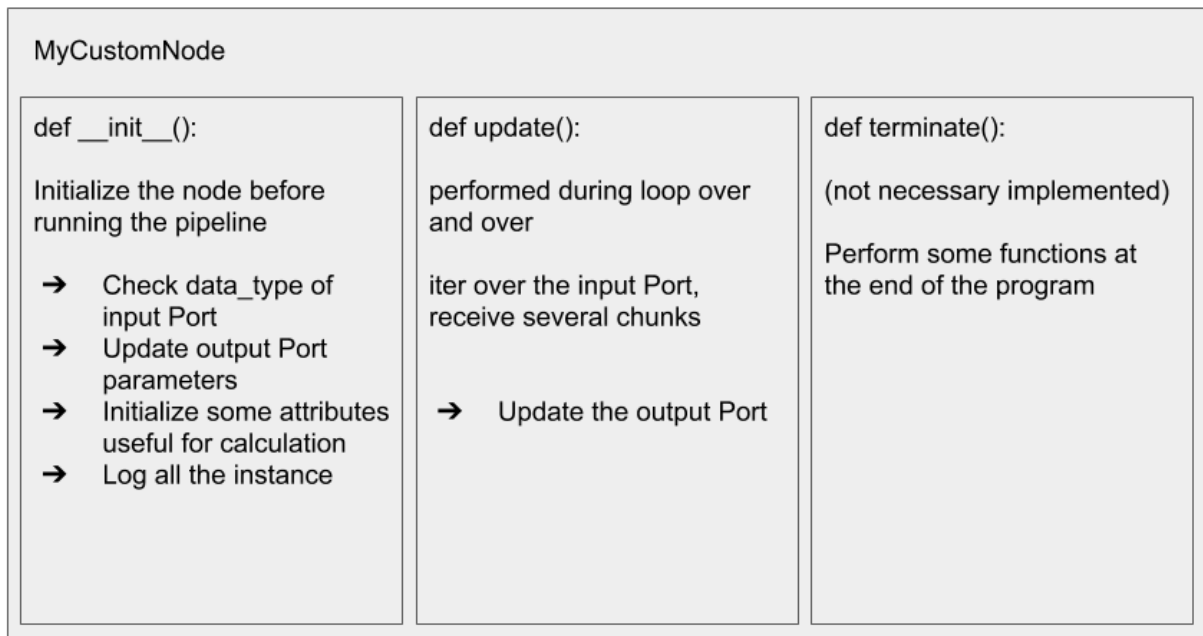 MyCustomNode
def __init__():
Initialize the node before
running the pipeline
➔ Check data_type of
input Port
➔ Update output Port
parameters
➔ Initialize some attributes
useful for calculation
➔ Log all the instance
def update():
performed during loop over
and over
iter over the input Port,
receive several chunks
➔ Update the output Port
def terminate():
(not necessary implemented)
Perform some functions at
the end of the program